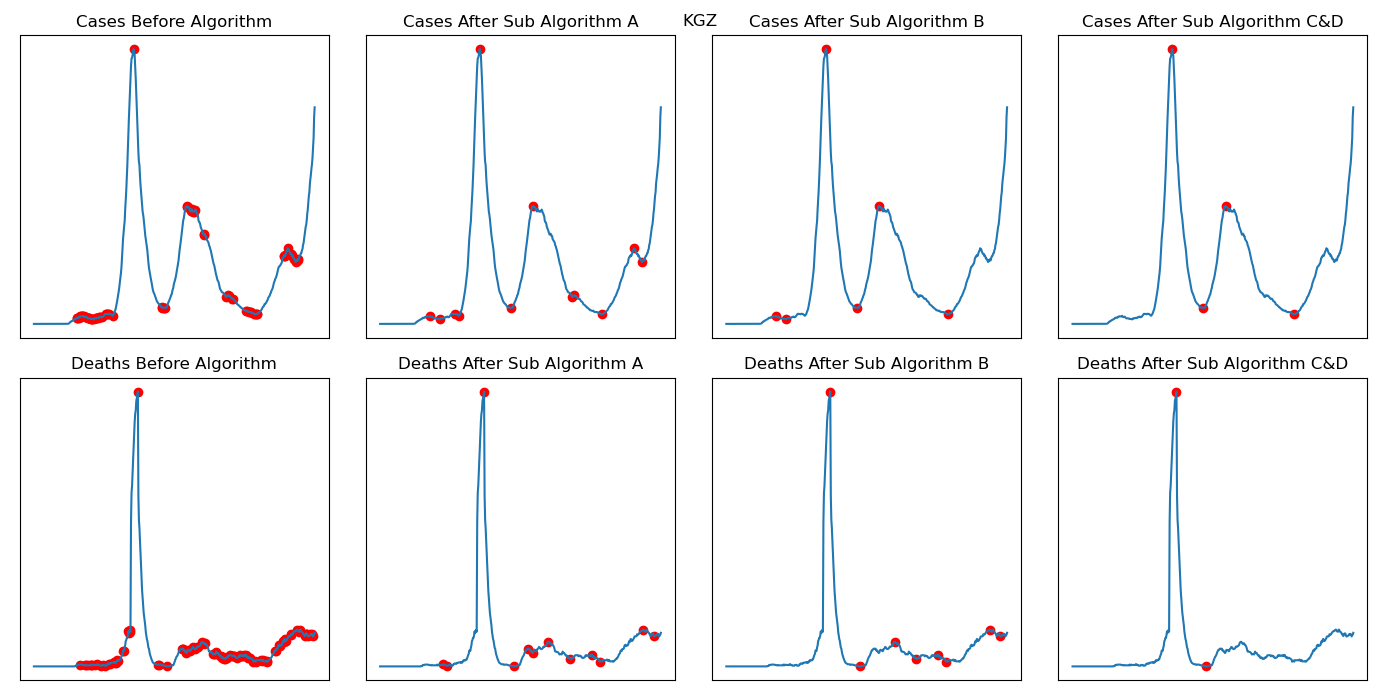 KGZ
Cases Before Algorithm
Cases After Sub Algorithm A
Cases After Sub Algorithm B
Cases After Sub Algorithm C&D
Deaths Before Algorithm
Deaths After Sub Algorithm A
Deaths After Sub Algorithm B
Deaths After Sub Algorithm C&D